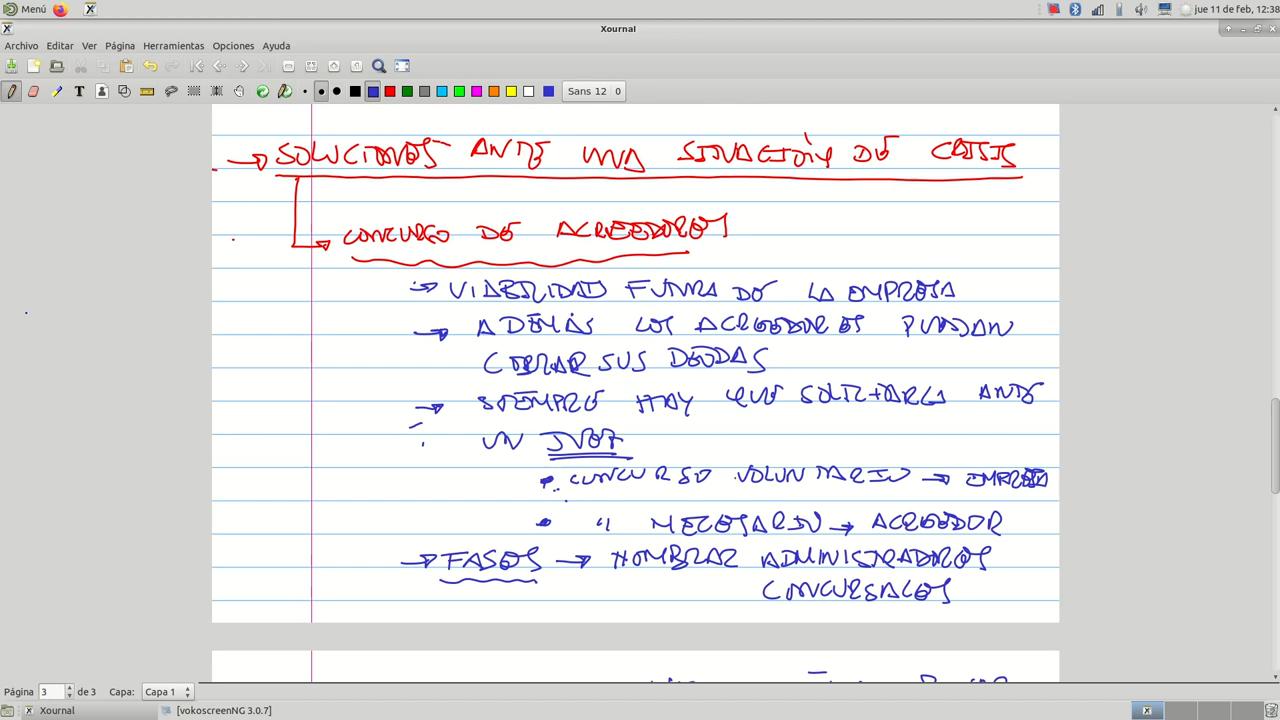 Menú
jue 11 de feb, 12:38
Xournal
Archivo Editar Ver Página Herramientas Opciones Ayuda
Sans 12 0
→ SOLUCIONES ANTE UNA SITUACIÓN DE CRISIS
CONCURSO DE ACREEDORES
→ VIABILIDAD FUTURA DE LA EMPRESA
→ ADEMÁS LOS ACREEDORES PUEDAN
COBRAR SUS DEUDAS
→ SIEMPRE HAY QUE SOLICITARLA ANTE
UN JUEZ
• CONCURSO VOLUNTARIO → EMPRESA
• " NECESARIO → ACREEDOR
→ FASES → NOMBRAR ADMINISTRADORES
CONCURSALES
Página 3 de 3 Capa: Capa 1
Xournal [vokoscreenNG 3.0.7]